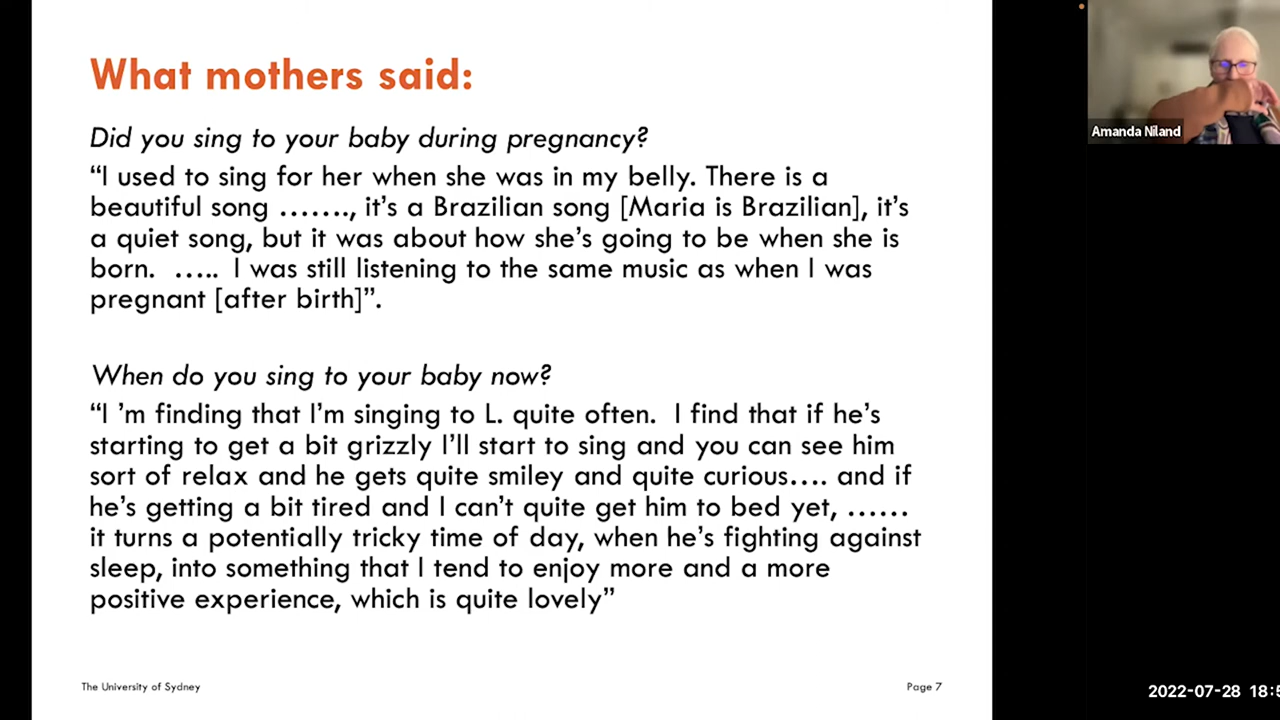 What mothers said:
Did you sing to your baby during pregnancy?
“I used to sing for her when she was in my belly. There is a
beautiful song ……., it’s a Brazilian song [Maria is Brazilian], it’s
a quiet song, but it was about how she’s going to be when she is
born.  ….. I was still listening to the same music as when I was
pregnant [after birth]”.
When do you sing to your baby now?
“I ’m finding that I’m singing to L. quite often.  I find that if he’s
starting to get a bit grizzly I’ll start to sing and you can see him
sort of relax and he gets quite smiley and quite curious…. and if
he’s getting a bit tired and I can’t quite get him to bed yet, ……
it turns a potentially tricky time of day, when he’s fighting against
sleep, into something that I tend to enjoy more and a more
positive experience, which is quite lovely”
The University of Sydney
Page 7
Amanda Niland
2022-07-28 18:5